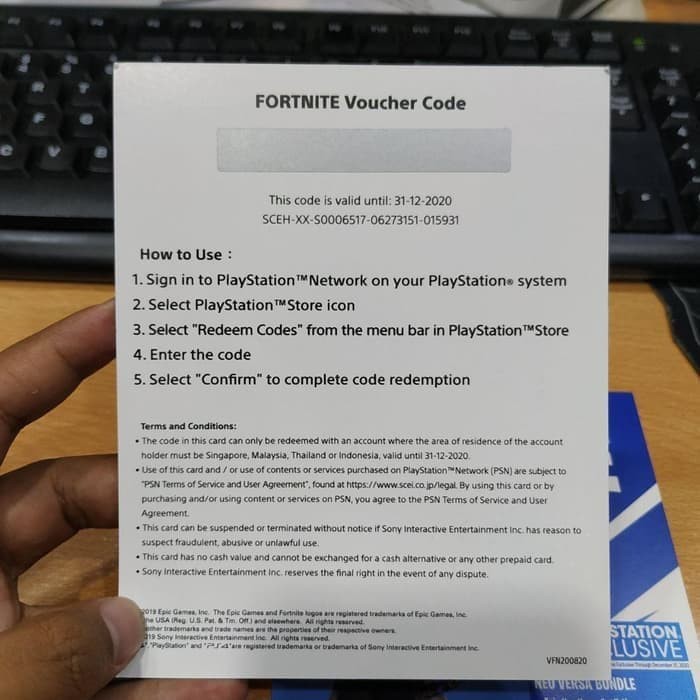 FORTNITE Voucher Code
This code is valid until: 31-12-2020
SCEH-XX-S0006517-06273151-015931
How to Use :
1. Sign in to PlayStation™Network on your PlayStation® system
2. Select PlayStation™Store icon
3. Select "Redeem Codes" from the menu bar in PlayStation™Store
4. Enter the code
5. Select "Confirm" to complete code redemption
Terms and Conditions:
• The code in this card can only be redeemed with an account where the area of residence of the account
holder must be Singapore, Malaysia, Thailand or Indonesia, valid until 31-12-2020.
• Use of this card and / or use of contents or services purchased on PlayStation™Network (PSN) are subject to
"PSN Terms of Service and User Agreement", found at https://www.scei.co.jp/legal. By using this card or by
purchasing and/or using content or services on PSN, you agree to the PSN Terms of Service and User
Agreement.
• This card can be suspended or terminated without notice if Sony Interactive Entertainment Inc. has reason to
suspect fraudulent, abusive or unlawful use.
• This card has no cash value and cannot be exchanged for a cash alternative or any other prepaid card.
• Sony Interactive Entertainment Inc. reserves the final right in the event of any dispute.
2019 Epic Games, Inc. The Epic Games and Fortnite logos are registered trademarks of Epic Games, Inc.
the USA (Reg. U.S. Pat. & Tm. Off.) and elsewhere. All rights reserved.
other trademarks and trade names are the properties of their respective owners.
2019 Sony Interactive Entertainment Inc. All rights reserved.
"PlayStation" and are registered trademarks or trademarks of Sony Interactive Entertainment Inc.
VFN200820
STATION
LUSIVE
NEO VERSA BUNDLE